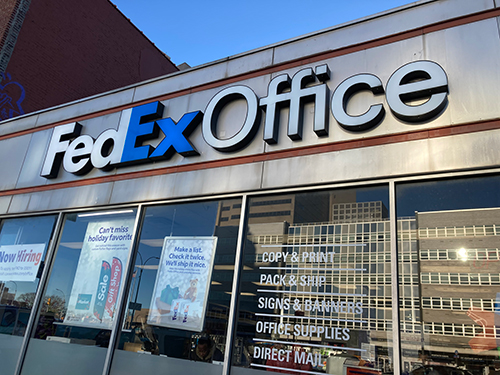 FedEx Office
Now Hiring
Can't miss
holiday favorites
Sale
Make a list.
Check it twice.
We'll ship it nice.
COPY & PRINT
PACK & SHIP
SIGNS & BANNERS
OFFICE SUPPLIES
DIRECT MAIL